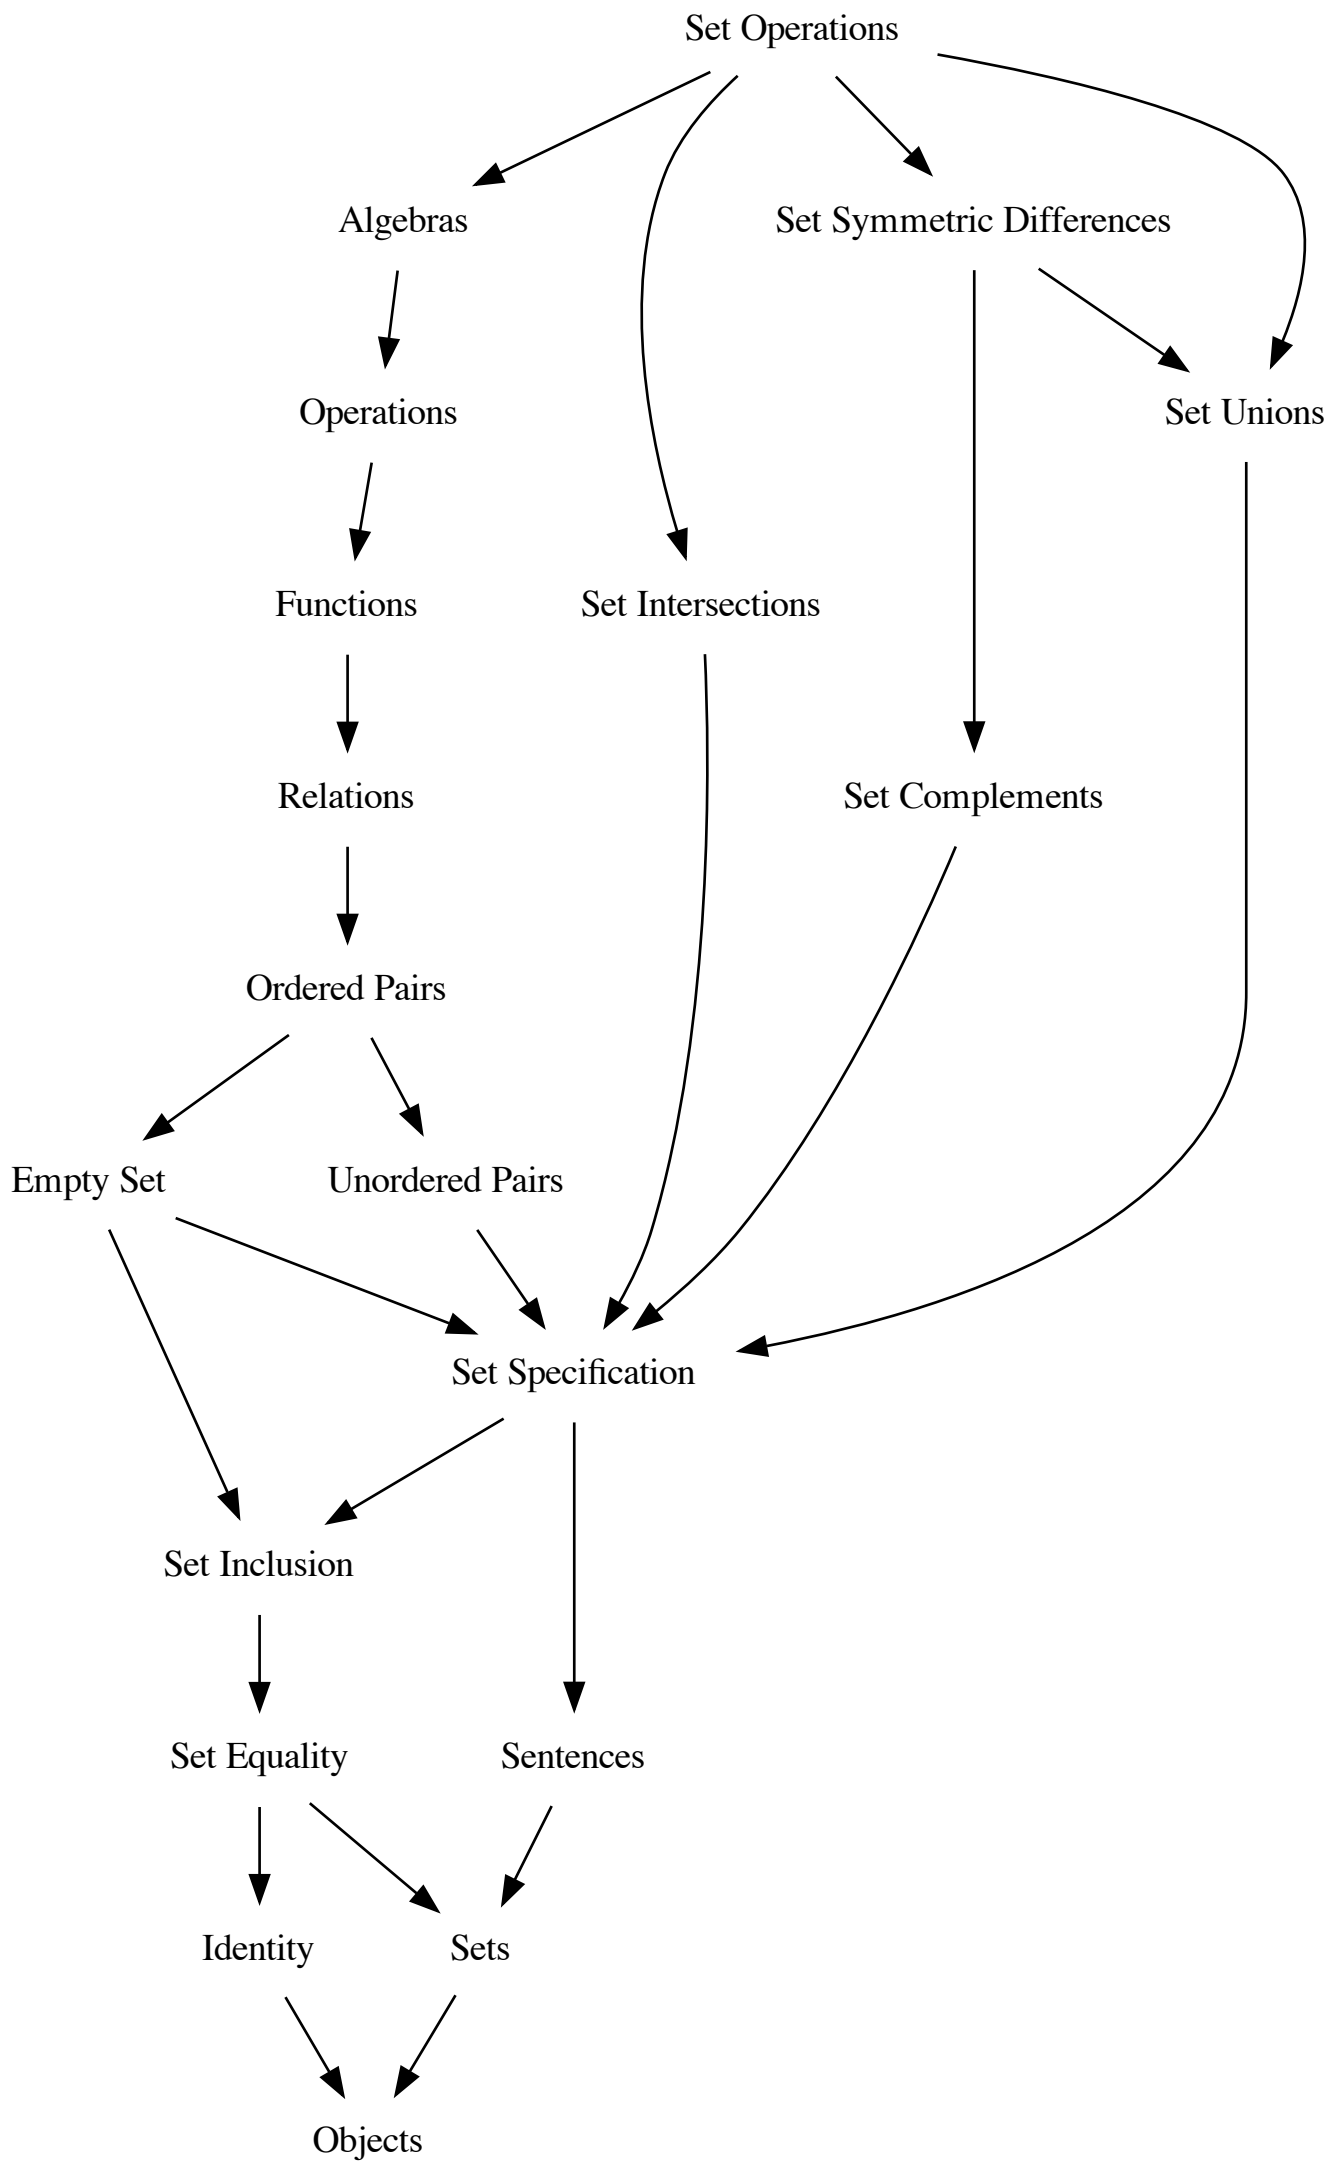 Set Operations
Algebras
Set Symmetric Differences
Operations
Set Unions
Functions
Set Intersections
Relations
Set Complements
Ordered Pairs
Empty Set
Unordered Pairs
Set Specification
Set Inclusion
Set Equality
Sentences
Identity
Sets
Objects